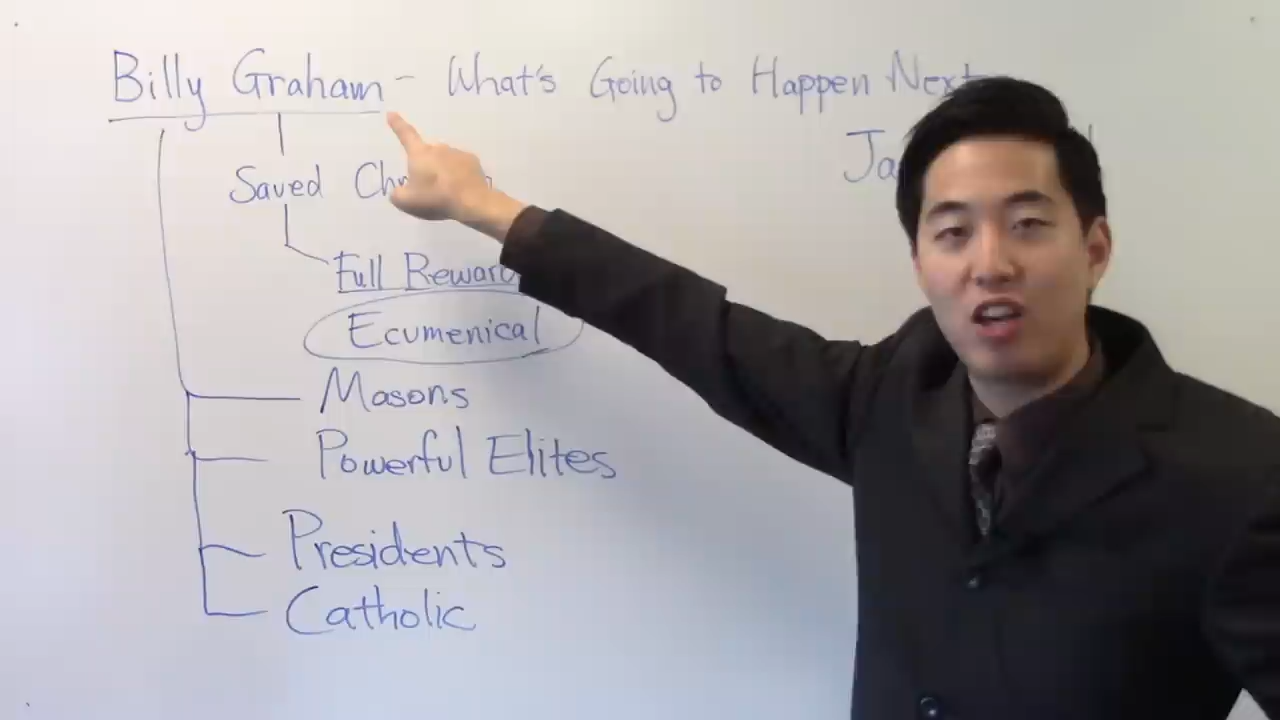 Billy Graham - What's Going to Happen Next
Saved
Full Reward
Ecumenical
Masons
Powerful Elites
Presidents
Catholic